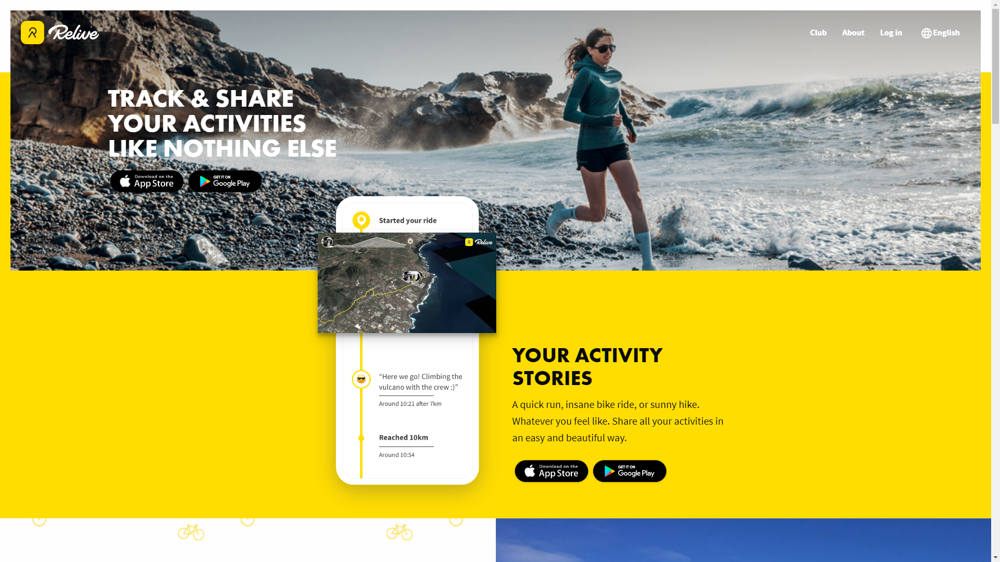 Relive
Club
About
Log in
English
TRACK & SHARE
YOUR ACTIVITIES
LIKE NOTHING ELSE
Download on the
App Store
GET IT ON
Google Play
Started your ride
Relive
“Here we go! Climbing the
vulcano with the crew :)”
Around 10:21 after 7km
Reached 10km
Around 10:54
YOUR ACTIVITY
STORIES
A quick run, insane bike ride, or sunny hike.
Whatever you feel like. Share all your activities in
an easy and beautiful way.
Download on the
App Store
GET IT ON
Google Play